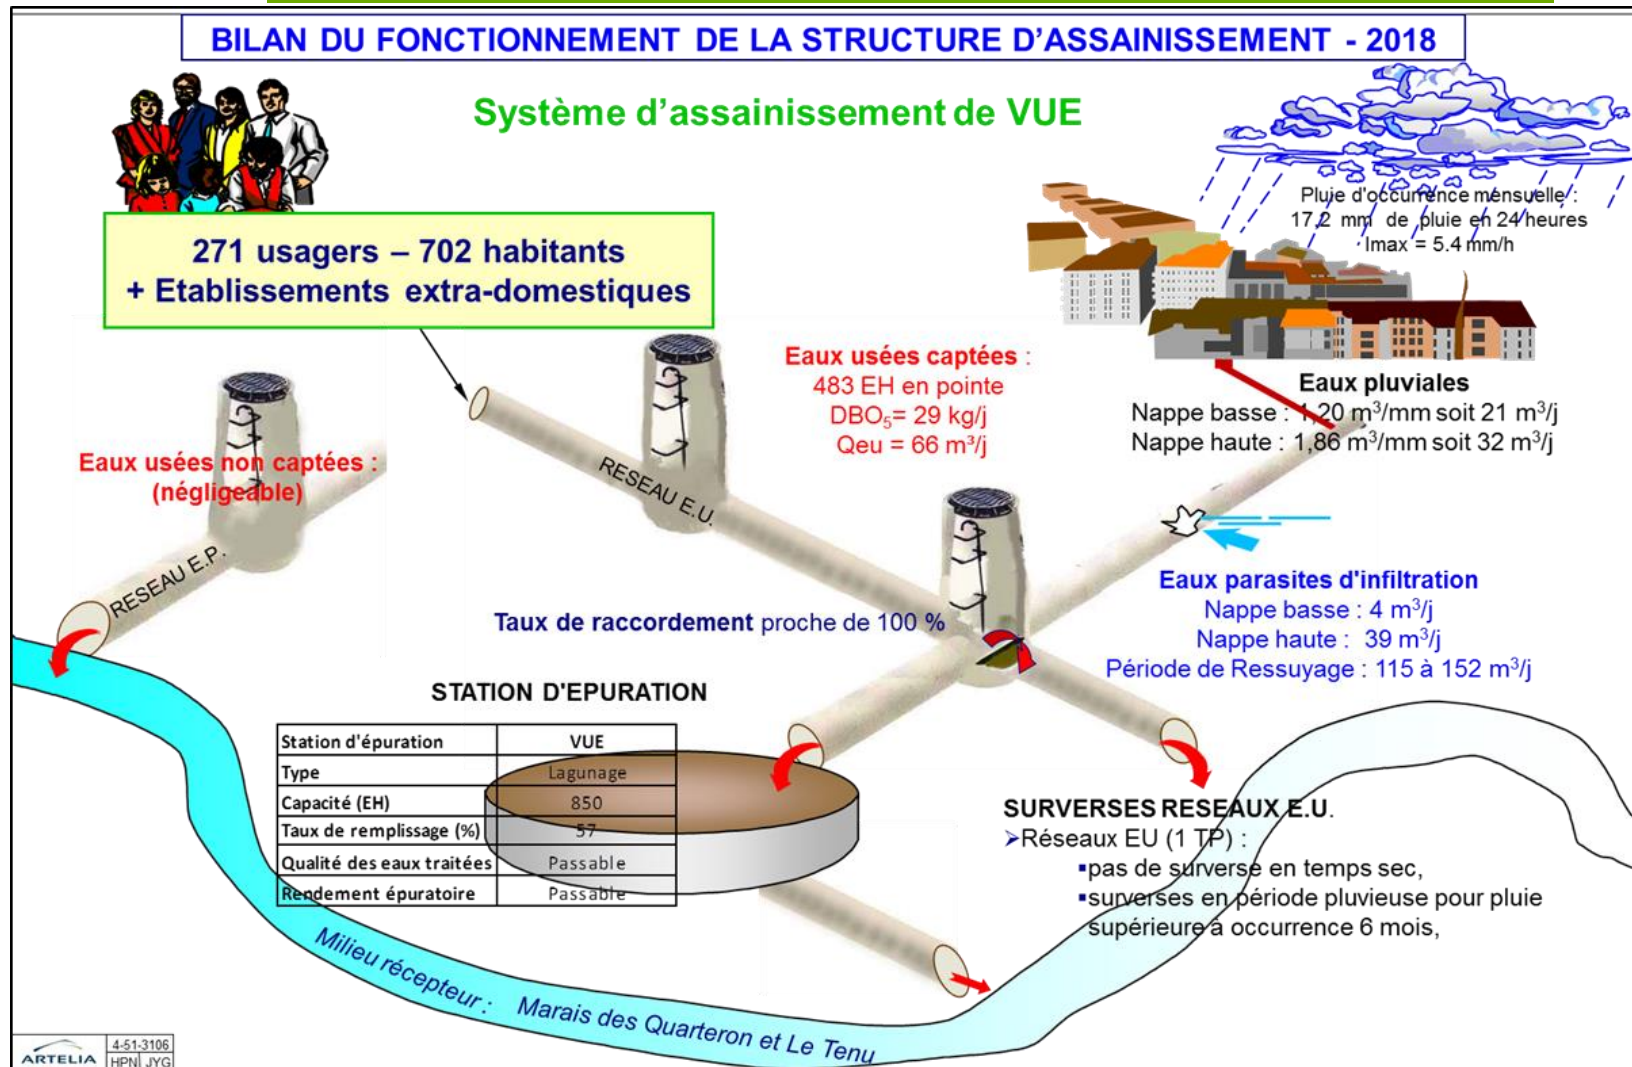 BILAN DU FONCTIONNEMENT DE LA STRUCTURE D'ASSAINISSEMENT - 2018
Système d'assainissement de VUE
Pluie d'occurrence mensuelle :
17,2 mm de pluie en 24 heures
Imax = 5.4 mm/h
271 usagers – 702 habitants
+ Etablissements extra-domestiques
Eaux usées captées :
483 EH en pointe
DBO₅= 29 kg/j
Qeu = 66 m³/j
Eaux pluviales
Nappe basse : 1,20 m³/mm soit 21 m³/j
Nappe haute : 1,86 m³/mm soit 32 m³/j
Eaux usées non captées :
(négligeable)
RESEAU E.P.
RESEAU E.U.
Eaux parasites d'infiltration
Nappe basse : 4 m³/j
Nappe haute : 39 m³/j
Période de Ressuyage : 115 à 152 m³/j
Taux de raccordement proche de 100 %
STATION D'EPURATION
Station d'épuration VUE
Type Lagunage
Capacité (EH) 850
Taux de remplissage (%) 57
Qualité des eaux traitées Passable
Rendement épuratoire Passable
SURVERSES RESEAUX E.U.
➢Réseaux EU (1 TP) :
▪pas de surverse en temps sec,
▪surverses en période pluvieuse pour pluie
supérieure à occurrence 6 mois,
Milieu récepteur : Marais des Quarteron et Le Tenu
ARTELIA
4-51-3106
HPN JYG